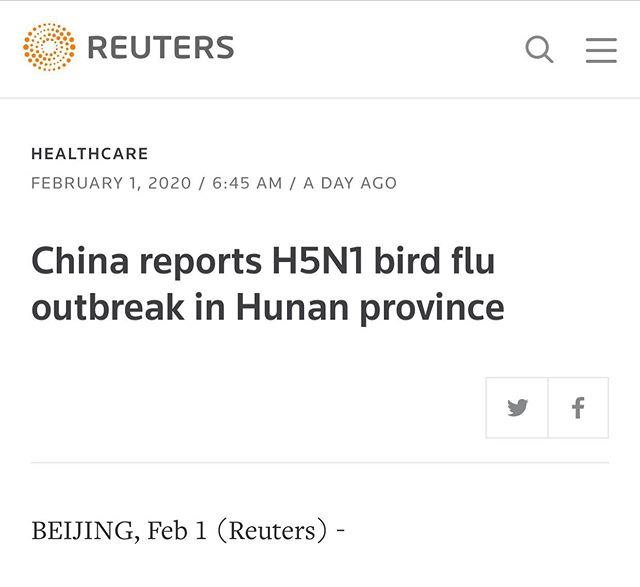 REUTERS
HEALTHCARE
FEBRUARY 1, 2020 / 6:45 AM / A DAY AGO
China reports H5N1 bird flu
outbreak in Hunan province
BEIJING, Feb 1 (Reuters) -